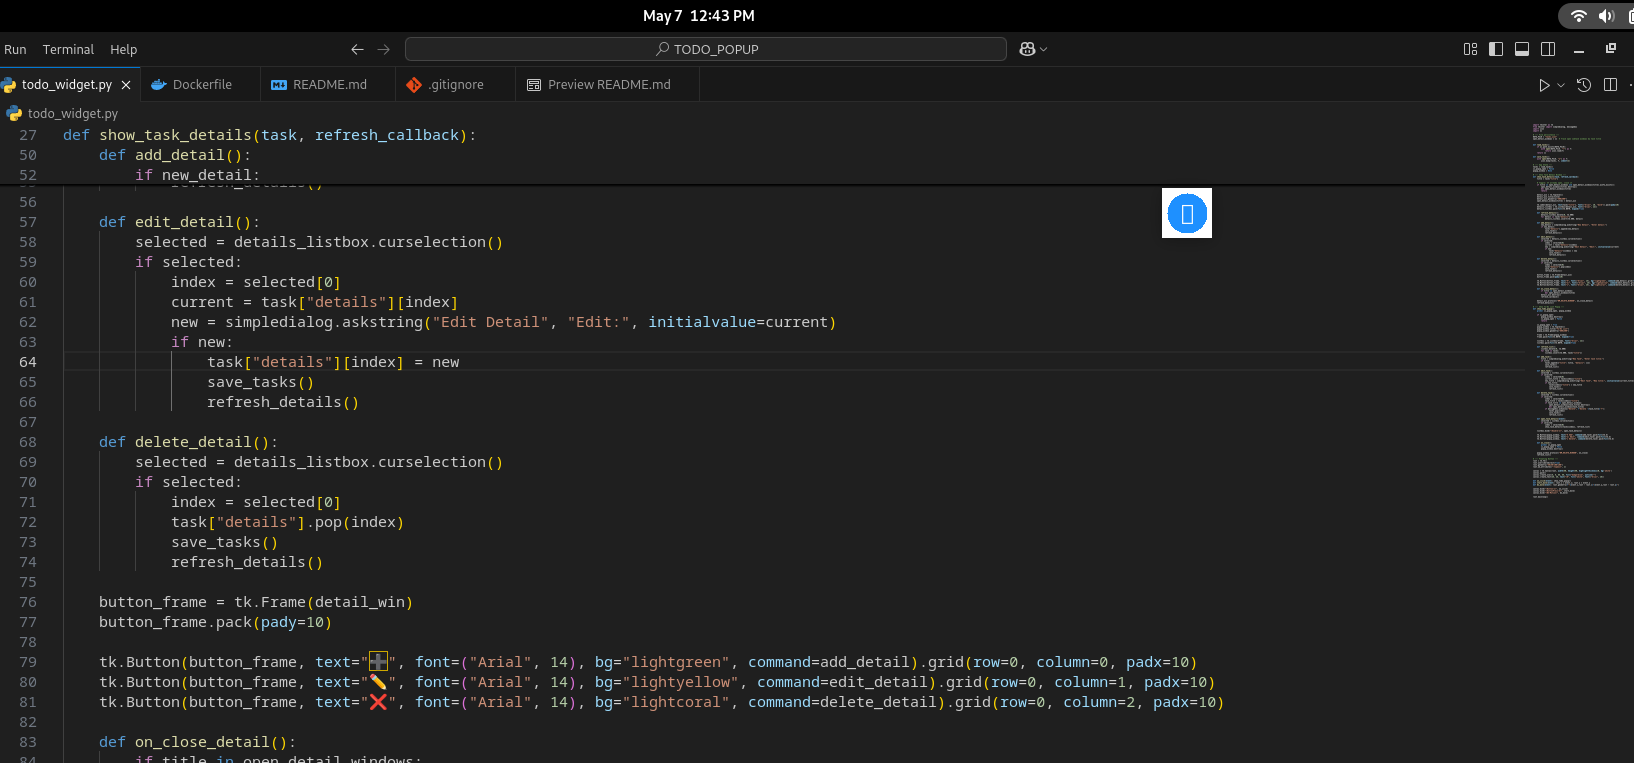 May 7 12:43 PM
Run Terminal Help
TODO_POPUP
todo_widget.py Dockerfile README.md .gitignore Preview README.md
todo_widget.py
27 def show_task_details(task, refresh_callback):
50 def add_detail():
52 if new_detail:
refresh_details()
56
57 def edit_detail():
58 selected = details_listbox.curselection()
59 if selected:
60 index = selected[0]
61 current = task["details"][index]
62 new = simpledialog.askstring("Edit Detail", "Edit:", initialvalue=current)
63 if new:
64 task["details"][index] = new
65 save_tasks()
66 refresh_details()
67
68 def delete_detail():
69 selected = details_listbox.curselection()
70 if selected:
71 index = selected[0]
72 task["details"].pop(index)
73 save_tasks()
74 refresh_details()
75
76 button_frame = tk.Frame(detail_win)
77 button_frame.pack(pady=10)
78
79 tk.Button(button_frame, text="➕", font=("Arial", 14), bg="lightgreen", command=add_detail).grid(row=0, column=0, padx=10)
80 tk.Button(button_frame, text="✏️", font=("Arial", 14), bg="lightyellow", command=edit_detail).grid(row=0, column=1, padx=10)
81 tk.Button(button_frame, text="❌", font=("Arial", 14), bg="lightcoral", command=delete_detail).grid(row=0, column=2, padx=10)
82
83 def on_close_detail():
84 if title in open_detail_windows: